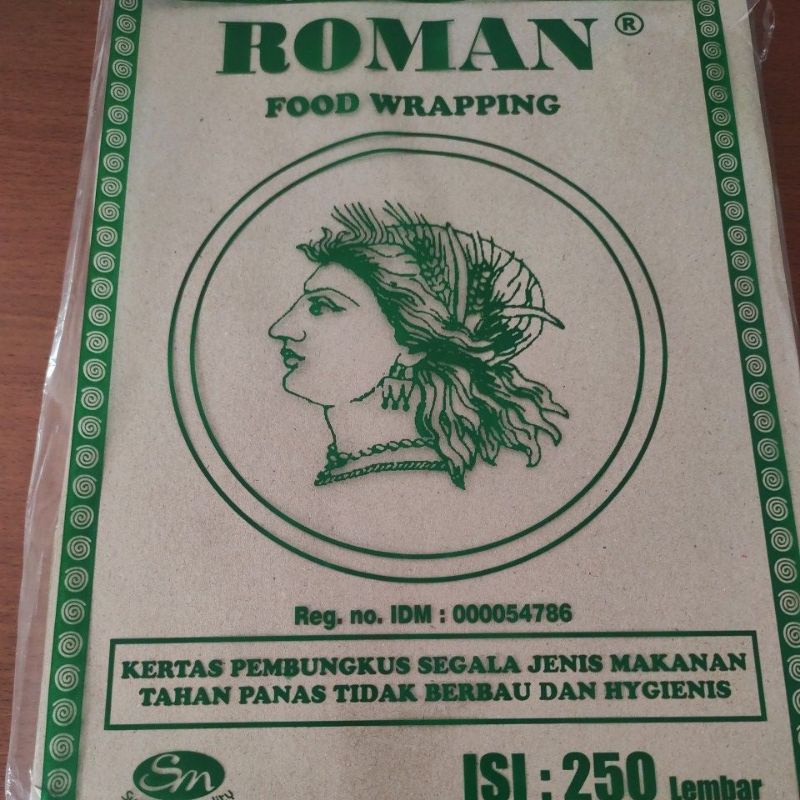 ROMAN ®
FOOD WRAPPING
Reg. no. IDM : 000054786
KERTAS PEMBUNGKUS SEGALA JENIS MAKANAN
TAHAN PANAS TIDAK BERBAU DAN HYGIENIS
Sm
ISI : 250 Lembar